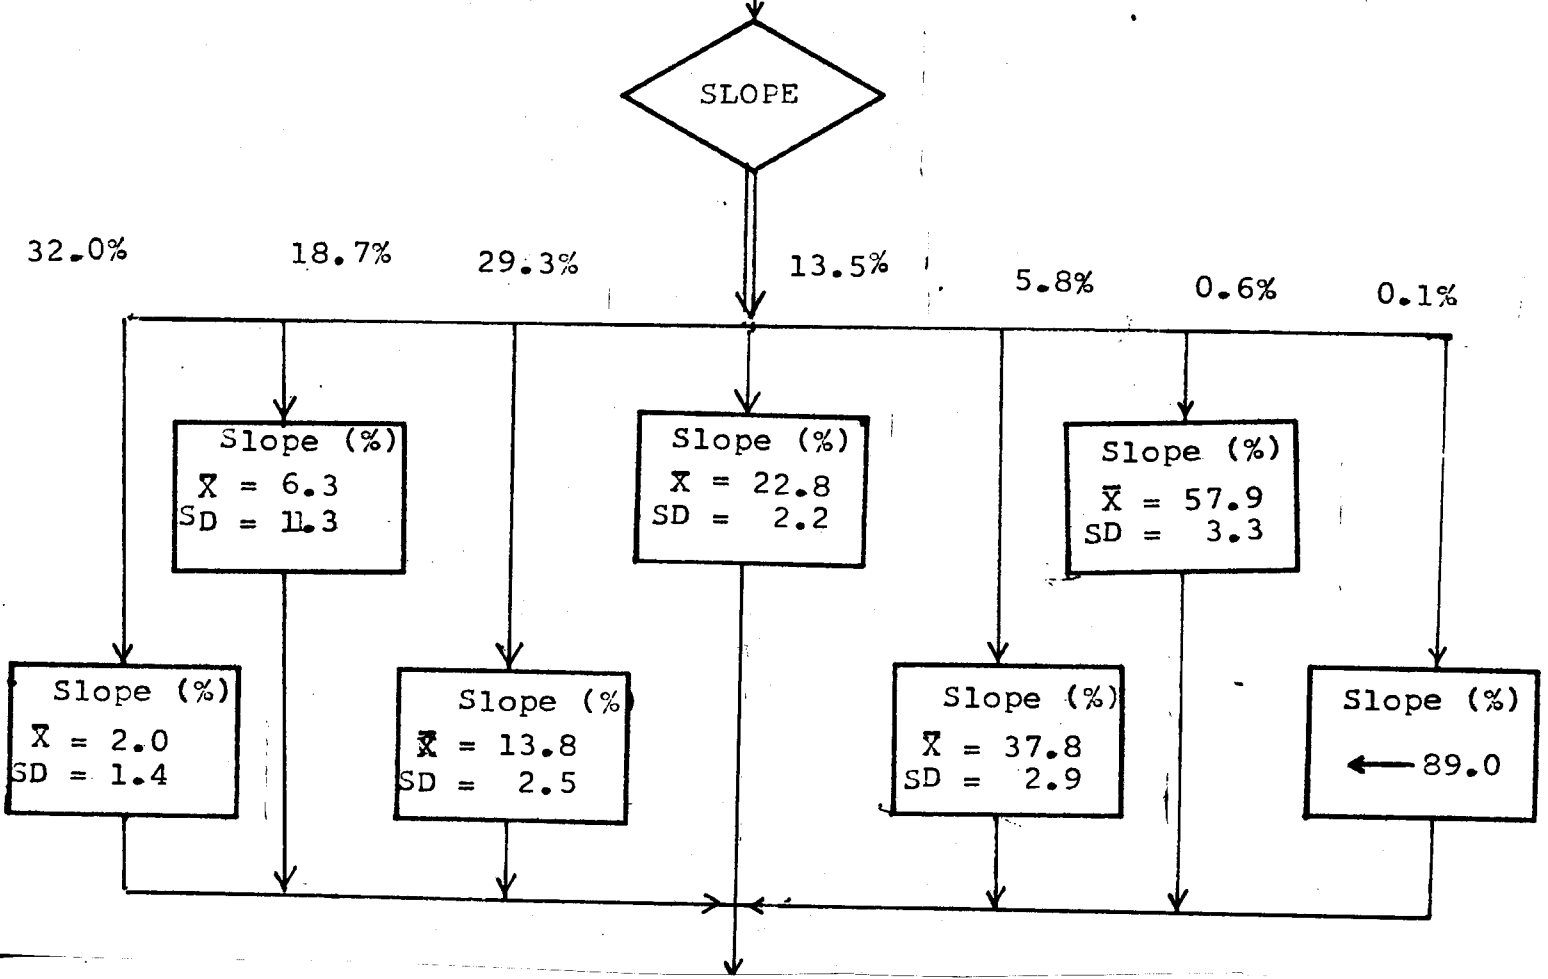 SLOPE
32.0%
18.7%
29.3%
13.5%
5.8%
0.6%
0.1%
Slope (%)
X̄ = 6.3
SD = 11.3
Slope (%)
X̄ = 22.8
SD = 2.2
Slope (%)
X̄ = 57.9
SD = 3.3
Slope (%)
X̄ = 2.0
SD = 1.4
Slope (%)
X̄ = 13.8
SD = 2.5
Slope (%)
X̄ = 37.8
SD = 2.9
Slope (%)
← 89.0